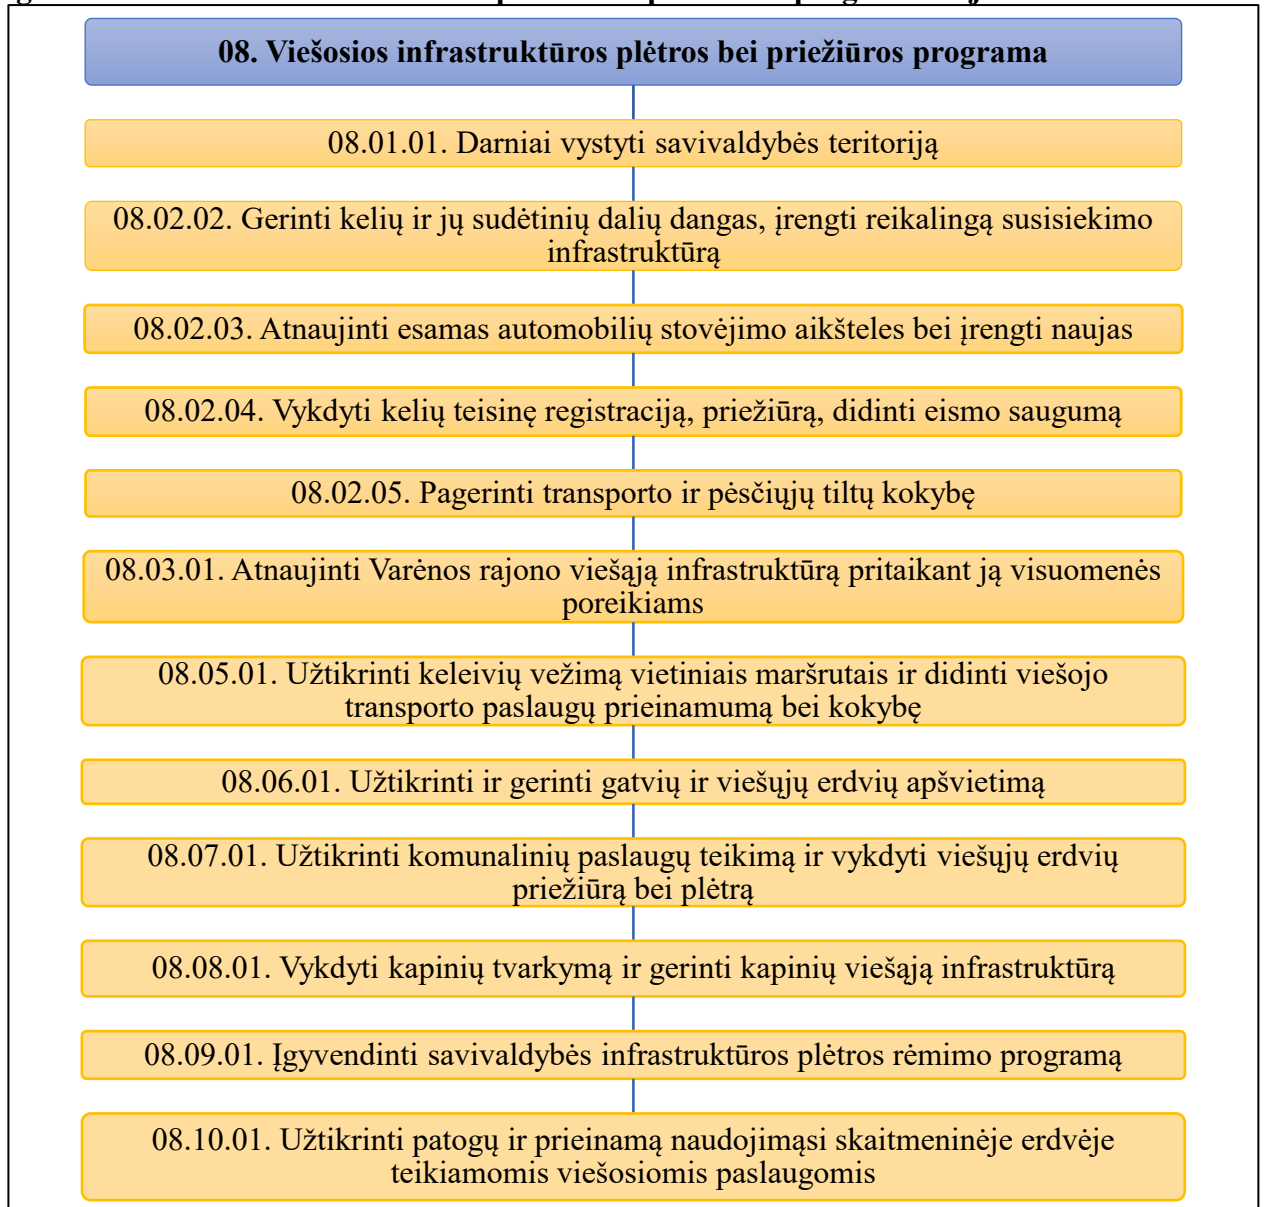 08. Viešosios infrastruktūros plėtros bei priežiūros programa
08.01.01. Darniai vystyti savivaldybės teritoriją
08.02.02. Gerinti kelių ir jų sudėtinių dalių dangas, įrengti reikalingą susisiekimo
infrastruktūrą
08.02.03. Atnaujinti esamas automobilių stovėjimo aikšteles bei įrengti naujas
08.02.04. Vykdyti kelių teisinę registraciją, priežiūrą, didinti eismo saugumą
08.02.05. Pagerinti transporto ir pėsčiųjų tiltų kokybę
08.03.01. Atnaujinti Varėnos rajono viešąją infrastruktūrą pritaikant ją visuomenės
poreikiams
08.05.01. Užtikrinti keleivių vežimą vietiniais maršrutais ir didinti viešojo
transporto paslaugų prieinamumą bei kokybę
08.06.01. Užtikrinti ir gerinti gatvių ir viešųjų erdvių apšvietimą
08.07.01. Užtikrinti komunalinių paslaugų teikimą ir vykdyti viešųjų erdvių
priežiūrą bei plėtrą
08.08.01. Vykdyti kapinių tvarkymą ir gerinti kapinių viešąją infrastruktūrą
08.09.01. Įgyvendinti savivaldybės infrastruktūros plėtros rėmimo programą
08.10.01. Užtikrinti patogų ir prieinamą naudojimąsi skaitmeninėje erdvėje
teikiamomis viešosiomis paslaugomis